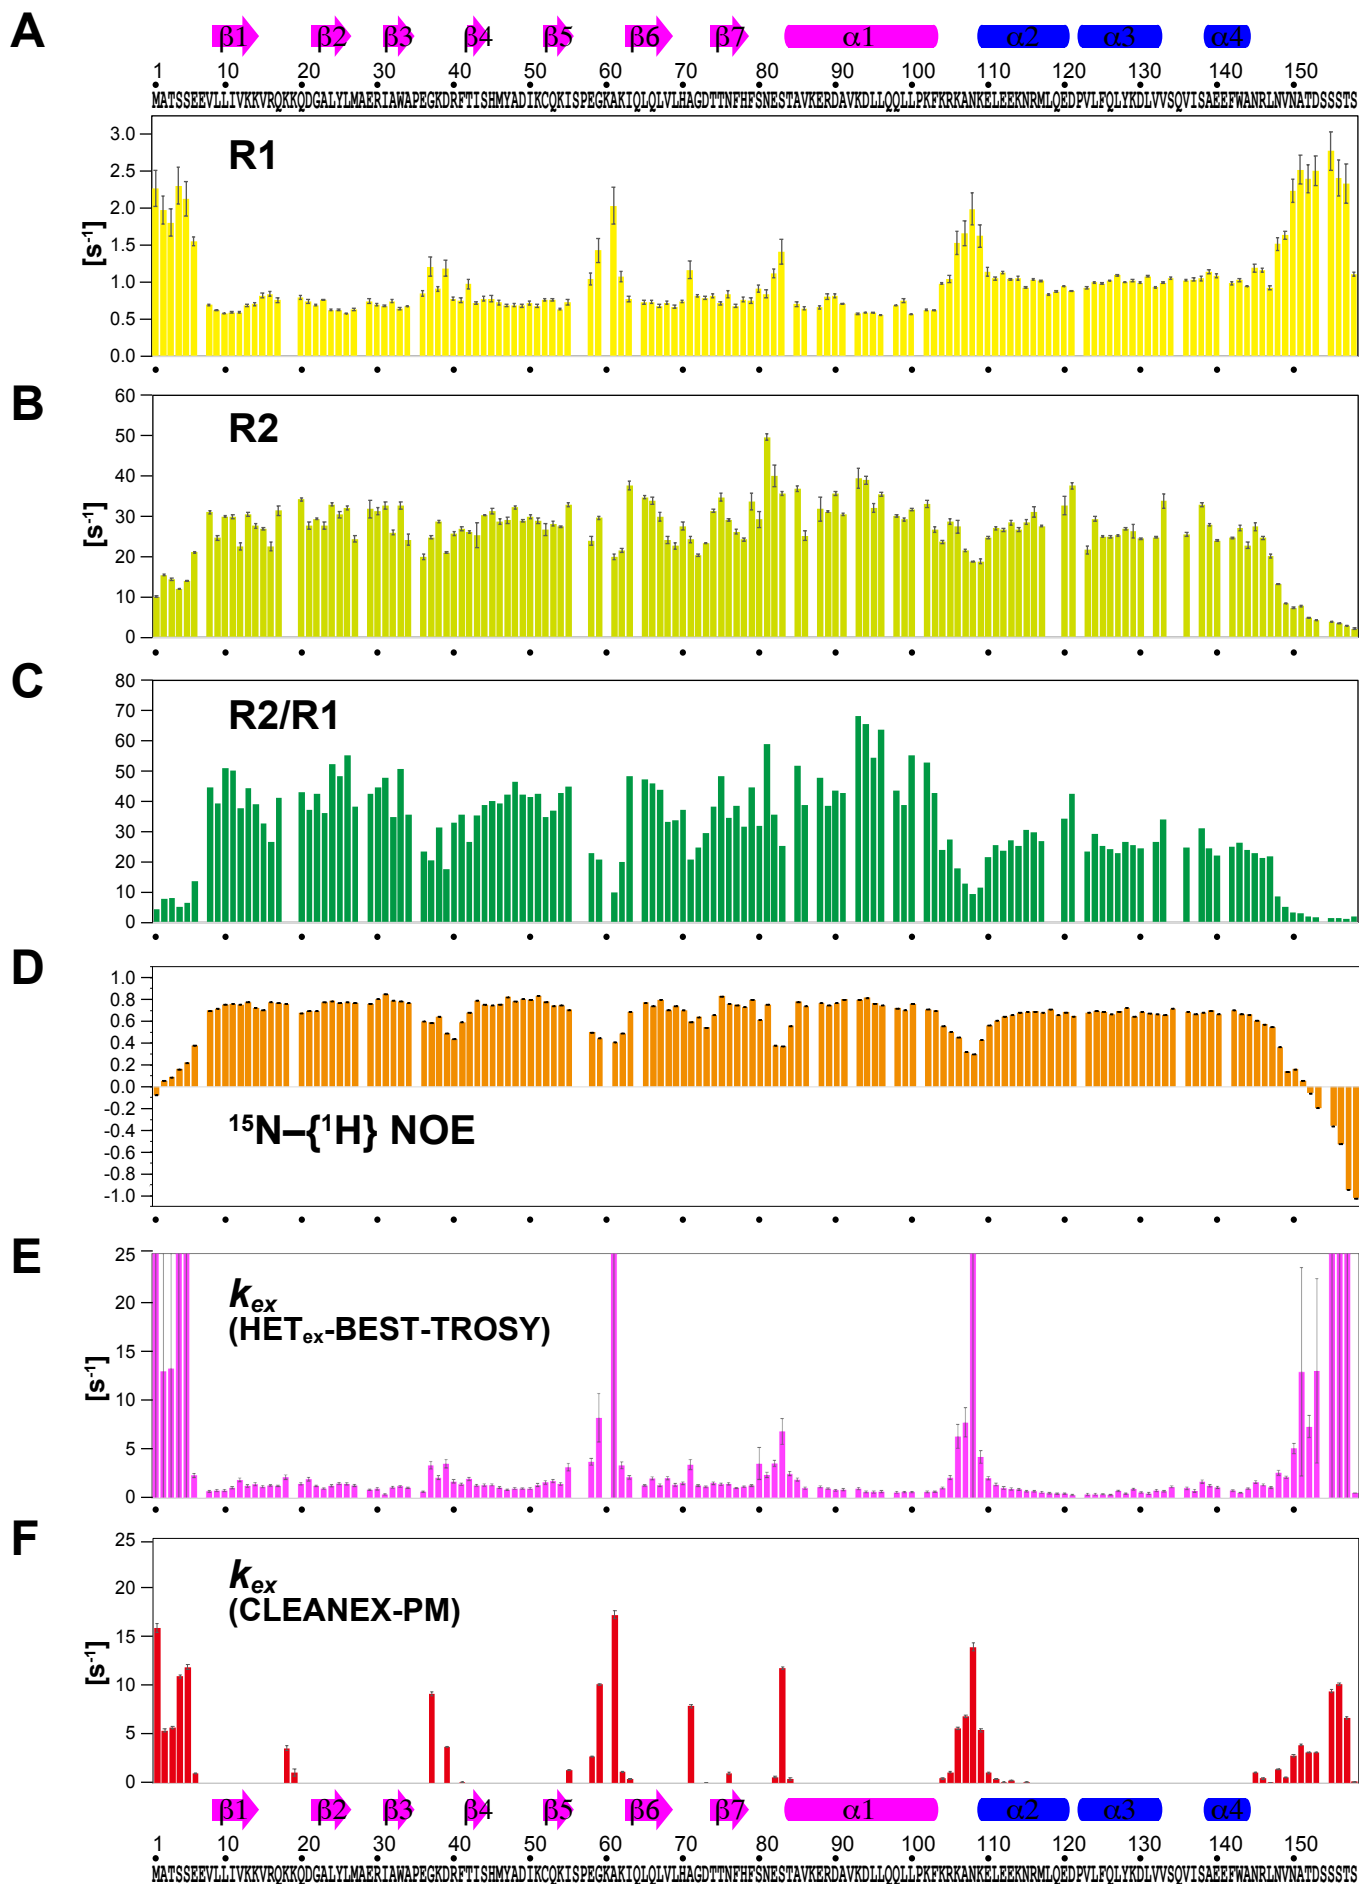 A
β1 β2 β3 β4 β5 β6 β7 α1 α2 α3 α4
1 10 20 30 40 50 60 70 80 90 100 110 120 130 140 150
MATSSEEVLLIVKKVRQKKQDGALYLMAERIAWAPEGKDRFTISHMYADIKCQKISPEGKAKIQLQLVLHAGDTTNFHFSNESTAVKERDAVKDLLQQLLPKFKRKANKELEEKNRMLQEDPVLFQLYKDLVVSQVISAEEFWANRLNVNATDSSSTS
R1
[s-1]
3.0
2.5
2.0
1.5
1.0
0.5
0.0
B
R2
[s-1]
60
50
40
30
20
10
0
C
R2/R1
80
70
60
50
40
30
20
10
0
D
1.0
0.8
0.6
0.4
0.2
0.0
-0.2
-0.4
-0.6
-0.8
-1.0
15N–{1H} NOE
E
kex
(HETex-BEST-TROSY)
[s-1]
25
20
15
10
5
0
F
kex
(CLEANEX-PM)
[s-1]
25
20
15
10
5
0
β1 β2 β3 β4 β5 β6 β7 α1 α2 α3 α4
1 10 20 30 40 50 60 70 80 90 100 110 120 130 140 150
MATSSEEVLLIVKKVRQKKQDGALYLMAERIAWAPEGKDRFTISHMYADIKCQKISPEGKAKIQLQLVLHAGDTTNFHFSNESTAVKERDAVKDLLQQLLPKFKRKANKELEEKNRMLQEDPVLFQLYKDLVVSQVISAEEFWANRLNVNATDSSSTS